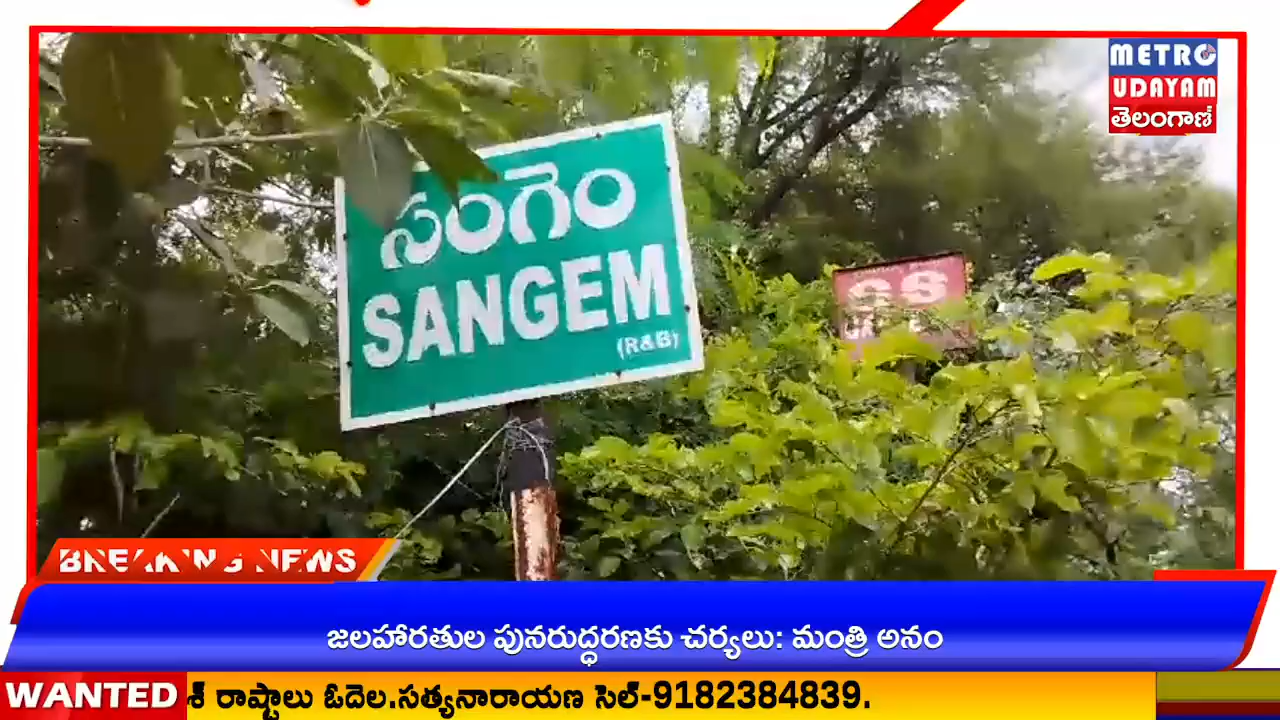 METRO
UDAYAM
తెలంగాణ
సంగెం
SANGEM
(R&B)
BREAKING NEWS
జలహారతుల పునరుద్ధరణకు చర్యలు: మంత్రి అనం
WANTED
శ్ రాష్టాలు ఓదెల.సత్యనారాయణ సెల్-9182384839.